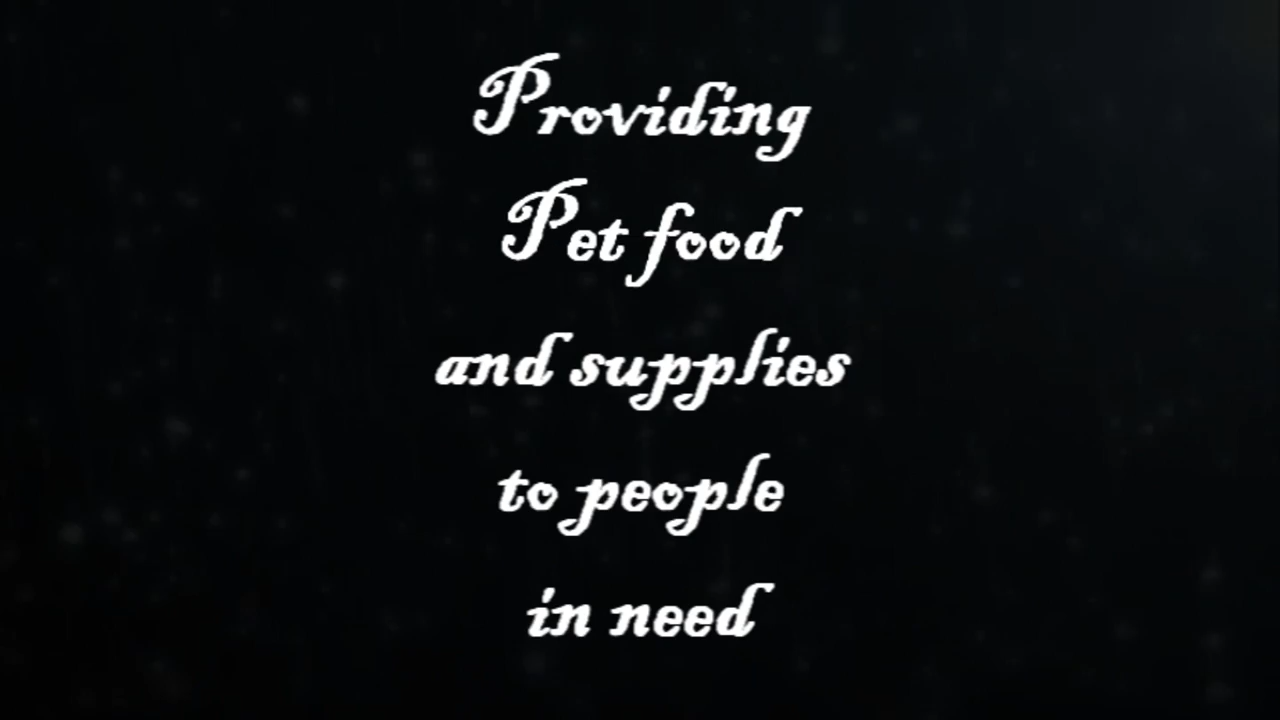 Providing
Pet food
and supplies
to people
in need